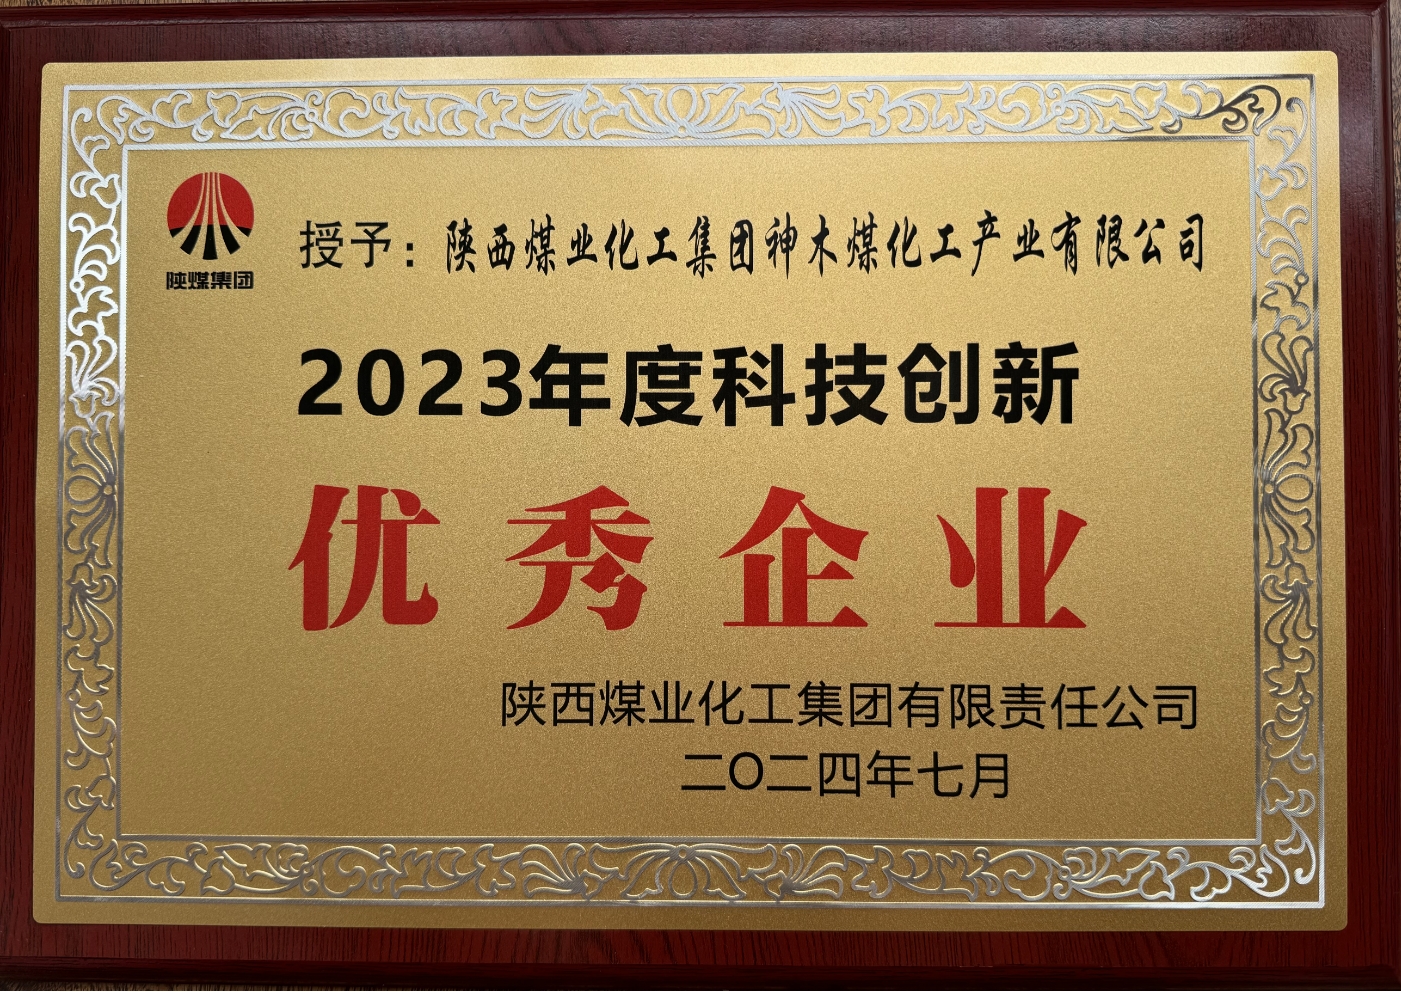 陕煤集团
授予：陕西煤业化工集团神木煤化工产业有限公司
2023年度科技创新
优秀企业
陕西煤业化工集团有限责任公司
二〇二四年七月